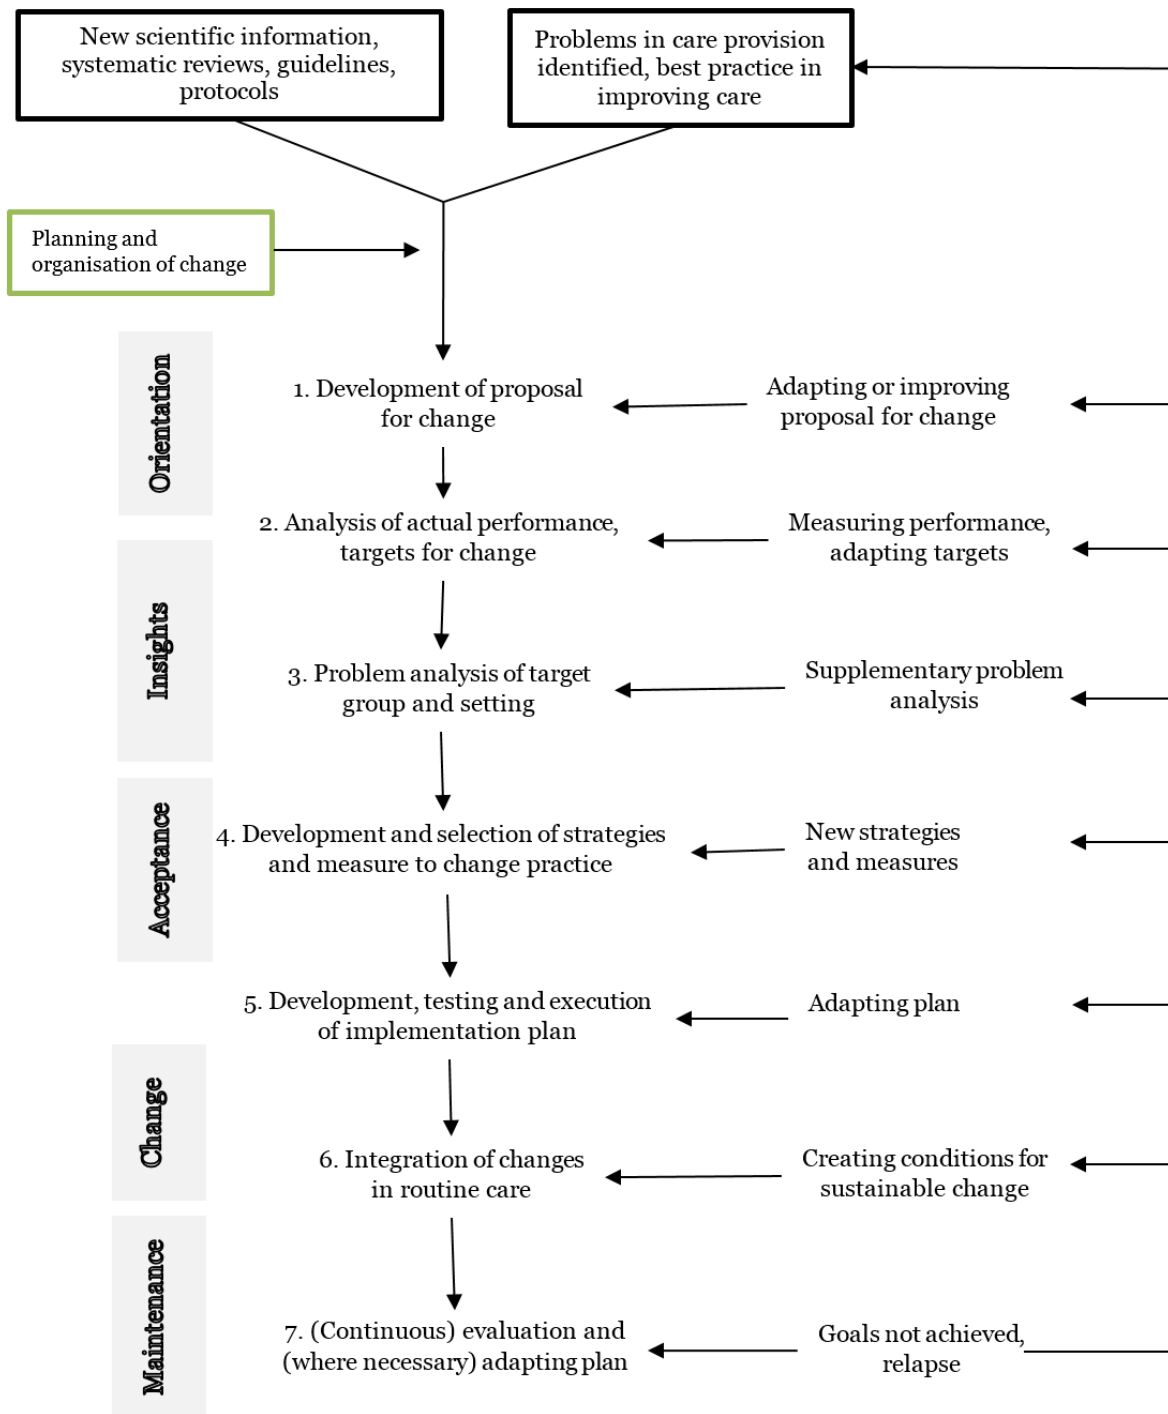 New scientific information,
systematic reviews, guidelines,
protocols
Problems in care provision
identified, best practice in
improving care
Planning and
organisation of change
Orientation
1. Development of proposal
for change
Adapting or improving
proposal for change
2. Analysis of actual performance,
targets for change
Measuring performance,
adapting targets
Insights
3. Problem analysis of target
group and setting
Supplementary problem
analysis
Acceptance
4. Development and selection of strategies
and measure to change practice
New strategies
and measures
5. Development, testing and execution
of implementation plan
Adapting plan
Change
6. Integration of changes
in routine care
Creating conditions for
sustainable change
Maintenance
7. (Continuous) evaluation and
(where necessary) adapting plan
Goals not achieved,
relapse